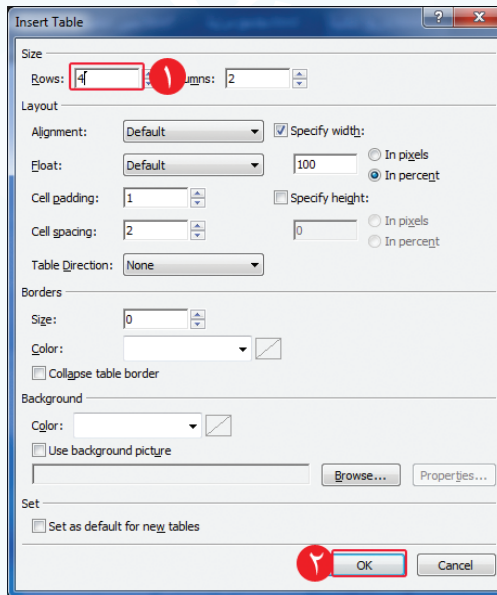 Insert Table
Size
Rows: 4 ۱ umns: 2
Layout
Alignment: Default Specify width:
Float: Default 100 In pixels
In percent
Cell padding: 1 Specify height:
Cell spacing: 2 0 In pixels
In percent
Table Direction: None
Borders
Size: 0
Color:
Collapse table border
Background
Color:
Use background picture
Browse... Properties...
Set
Set as default for new tables
۲ OK Cancel